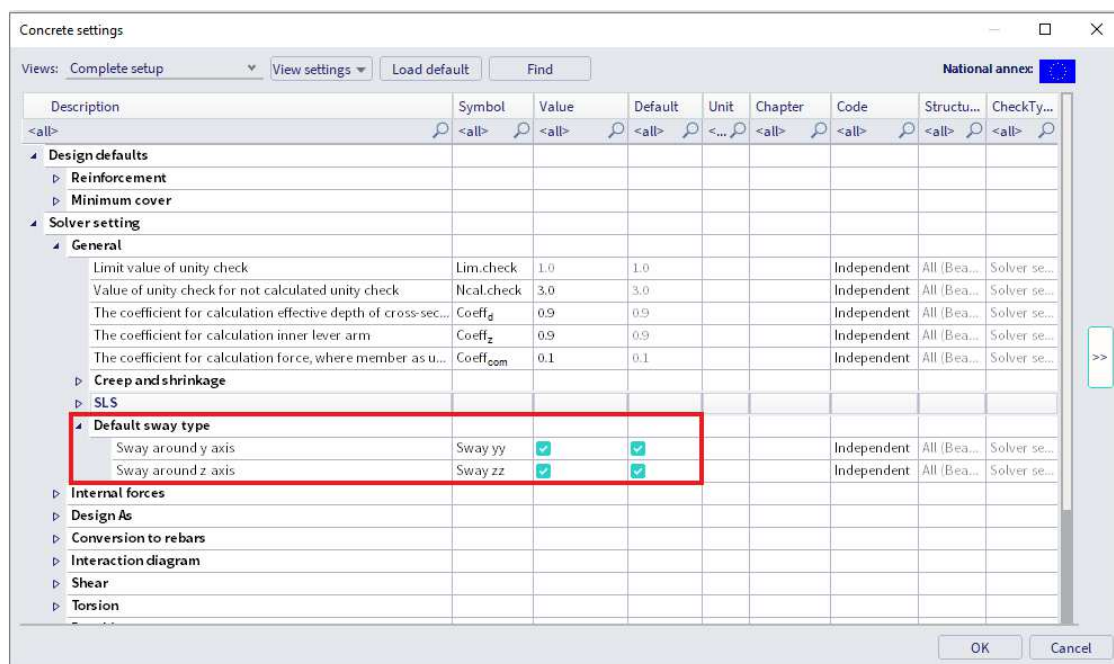 Concrete settings
Views: Complete setup View settings Load default Find National annex:
Description Symbol Value Default Unit Chapter Code Structu... CheckTy...
<all> <all> <all> <all> <... <all> <all> <all> <all>
Design defaults
Reinforcement
Minimum cover
Solver setting
General
Limit value of unity check Lim.check 1.0 1.0 Independent All (Bea... Solver se...
Value of unity check for not calculated unity check Ncal.check 3.0 3.0 Independent All (Bea... Solver se...
The coefficient for calculation effective depth of cross-sec... Coeffd 0.9 0.9 Independent All (Bea... Solver se...
The coefficient for calculation inner lever arm Coeffz 0.9 0.9 Independent All (Bea... Solver se...
The coefficient for calculation force, where member as u... Coeffcom 0.1 0.1 Independent All (Bea... Solver se...
Creep and shrinkage
SLS
Default sway type
Sway around y axis Sway yy Independent All (Bea... Solver se...
Sway around z axis Sway zz Independent All (Bea... Solver se...
Internal forces
Design As
Conversion to rebars
Interaction diagram
Shear
Torsion
>>
OK Cancel